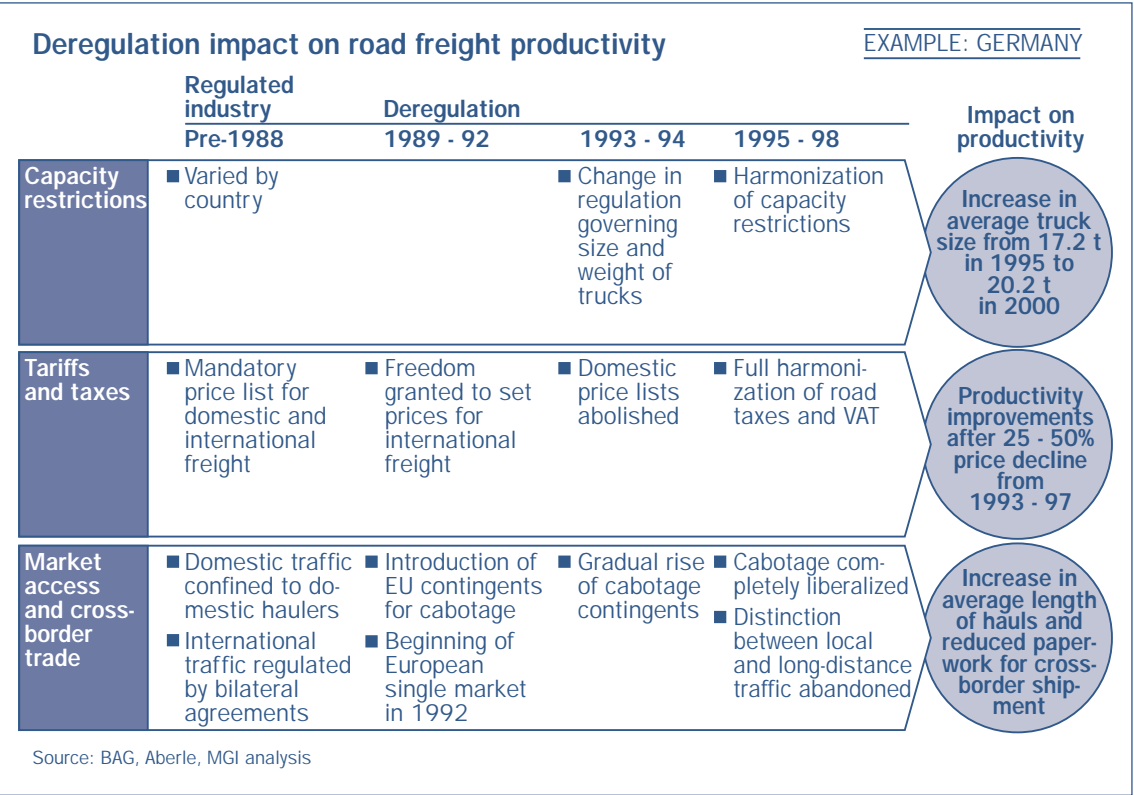 Deregulation impact on road freight productivity
EXAMPLE: GERMANY
Regulated
industry
Deregulation
Pre-1988
1989 - 92
1993 - 94
1995 - 98
Impact on
productivity
Capacity
restrictions
■ Varied by
country
■ Change in
regulation
governing
size and
weight of
trucks
■ Harmonization
of capacity
restrictions
Increase in
average truck
size from 17.2 t
in 1995 to
20.2 t
in 2000
Tariffs
and taxes
■ Mandatory
price list for
domestic and
international
freight
■ Freedom
granted to set
prices for
international
freight
■ Domestic
price lists
abolished
■ Full harmoni-
zation of road
taxes and VAT
Productivity
improvements
after 25 - 50%
price decline
from
1993 - 97
Market
access
and cross-
border
trade
■ Domestic traffic
confined to do-
mestic haulers
■ International
traffic regulated
by bilateral
agreements
■ Introduction of
EU contingents
for cabotage
■ Beginning of
European
single market
in 1992
■ Gradual rise
of cabotage
contingents
■ Cabotage com-
pletely liberalized
■ Distinction
between local
and long-distance
traffic abandoned
Increase in
average length
of hauls and
reduced paper-
work for cross-
border ship-
ment
Source: BAG, Aberle, MGI analysis